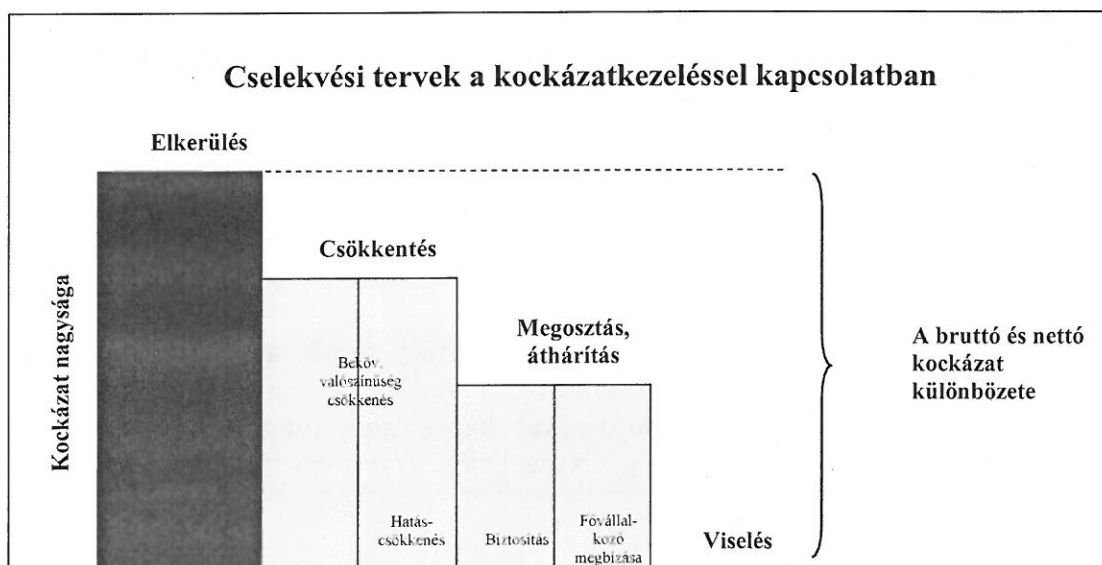 Cselekvési tervek a kockázatkezeléssel kapcsolatban
Elkerülés
Kockázat nagysága
Csökkentés
Beköv.
valószínűség
csökkenés
Hatás-
csökkenés
Megosztás,
áthárítás
Biztosítás
Fővállal-
kozó
megbízása
Viselés
A bruttó és nettó
kockázat
különbözete